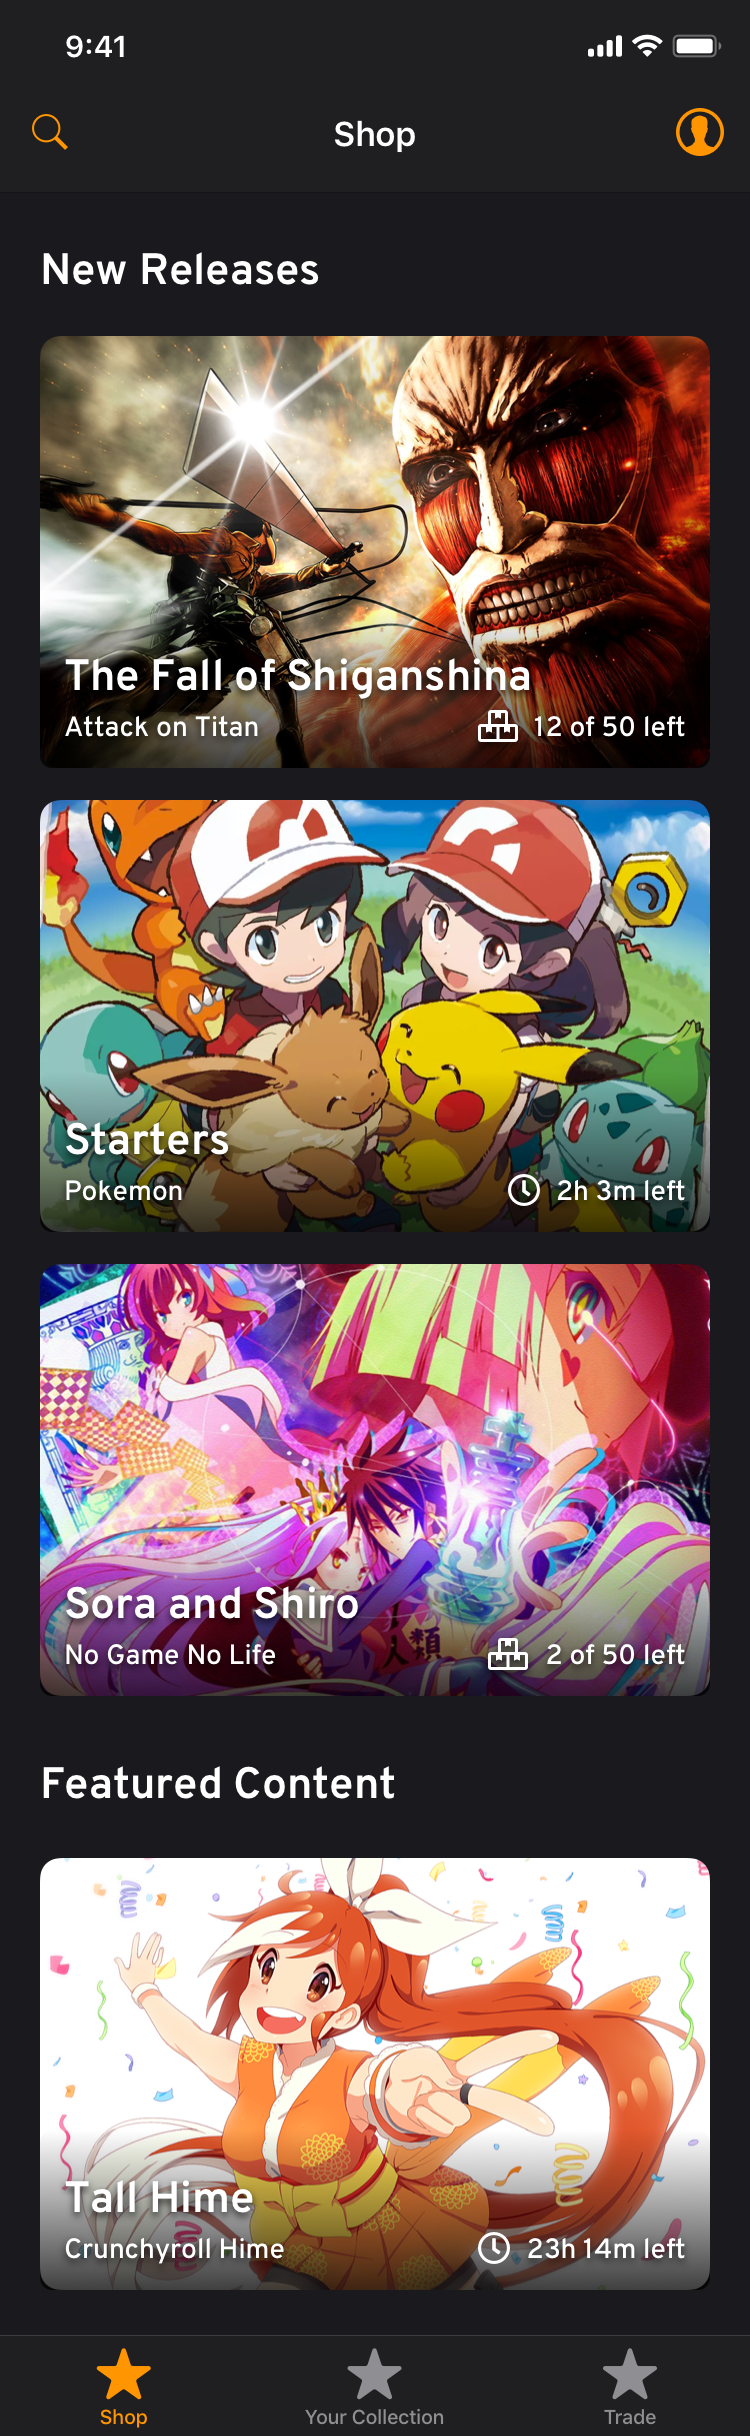 9:41
Shop
New Releases
The Fall of Shiganshina
Attack on Titan
12 of 50 left
Starters
Pokemon
2h 3m left
人類
Sora and Shiro
No Game No Life
2 of 50 left
Featured Content
Tall Hime
Crunchyroll Hime
23h 14m left
Shop
Your Collection
Trade